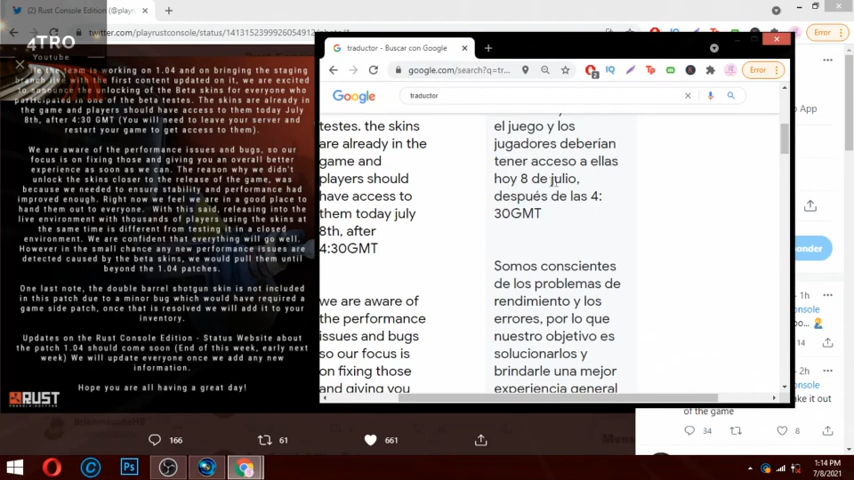 Rust Console Edition (@play
twitter.com/playrustconsole/status/1413152399926054912/
Error
4TRO
Youtube
the team is working on 1.04 and on bringing the staging
branch live with the first content updated on it, we are excited
to announce the unlocking of the Beta skins for everyone who
participated in one of the beta testes. The skins are already in
the game and players should have access to them today July
8th, after 4:30 GMT (You will need to leave your server and
restart your game to get access to them).
We are aware of the performance issues and bugs, so our
focus is on fixing those and giving you an overall better
experience as soon as we can. The reason why we didn't
unlock the skins closer to the release of the game, was
because we needed to ensure stability and performance had
improved enough. Right now we feel we are in a good place to
hand them out to everyone. With this said, releasing into the
live environment with thousands of players using the skins at
the same time is different from testing it in a closed
environment. We are confident that everything will go well.
However in the small chance any new performance issues are
detected caused by the beta skins, we would pull them until
beyond the 1.04 patches.
One last note, the double barrel shotgun skin is not included
in this patch due to a minor bug which would have required a
game side patch, once that is resolved we will add it to your
inventory.
Updates on the Rust Console Edition - Status Website about
the patch 1.04 should come soon (End of this week, early next
week) We will update everyone once we add any new
information.
Hope you are all having a great day!
RUST
166
61
661
traductor - Buscar con Google
google.com/search?q=tr...
Error
Google
traductor
testes. the skins
are already in the
game and
players should
have access to
them today july
8th, after
4:30GMT
we are aware of
the performance
issues and bugs
so our focus is
on fixing those
and giving you
el juego y los
jugadores deberían
tener acceso a ellas
hoy 8 de julio,
después de las 4:
30GMT
Somos conscientes
de los problemas de
rendimiento y los
errores, por lo que
nuestro objetivo es
solucionarlos y
brindarle una mejor
experiencia general
App
onder
1h
onsole
oo...
14
2h
onsole
ake it out
of the game
34
8
1:14 PM
7/8/2021